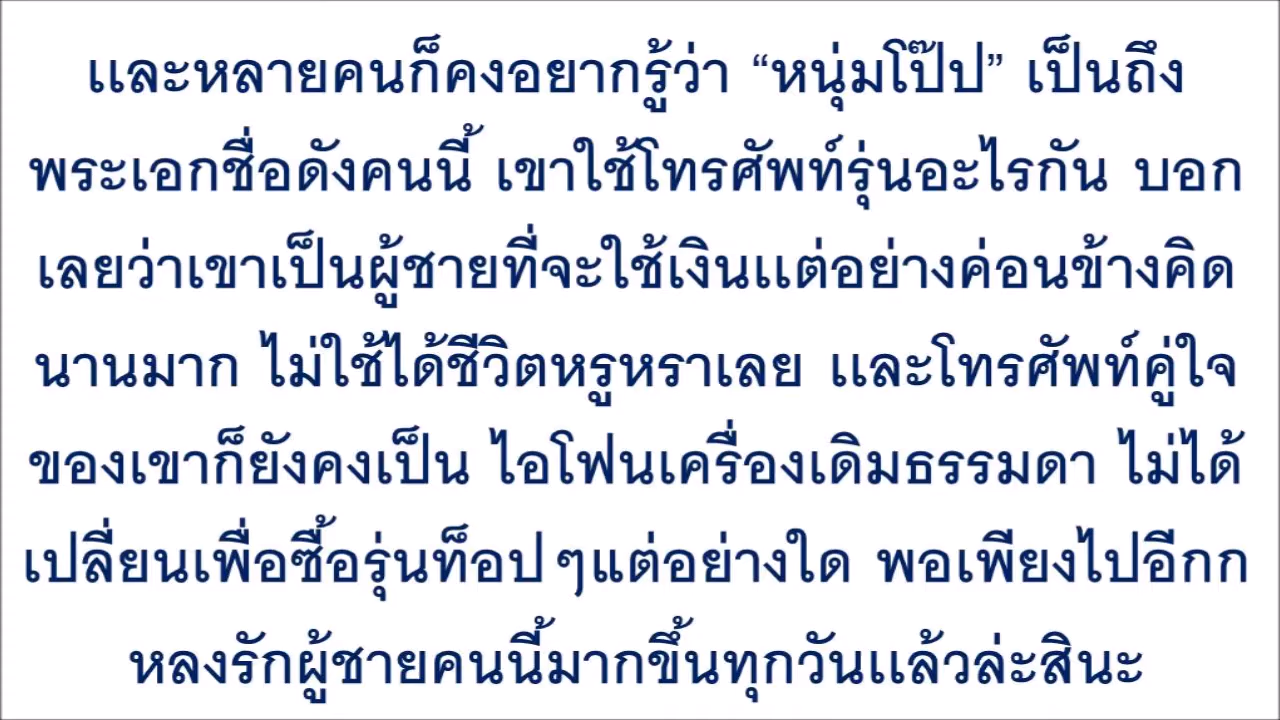 และหลายคนก็คงอยากรู้ว่า “หนุ่มโป๊ป” เป็นถึง
พระเอกชื่อดังคนนี้ เขาใช้โทรศัพท์รุ่นอะไรกัน บอก
เลยว่าเขาเป็นผู้ชายที่จะใช้เงินแต่อย่างค่อนข้างคิด
นานมาก ไม่ใช้ได้ชีวิตหรูหราเลย และโทรศัพท์คู่ใจ
ของเขาก็ยังคงเป็น ไอโฟนเครื่องเดิมธรรมดา ไม่ได้
เปลี่ยนเพื่อซื้อรุ่นท็อปๆแต่อย่างใด พอเพียงไปอีกก
หลงรักผู้ชายคนนี้มากขึ้นทุกวันแล้วล่ะสินะ